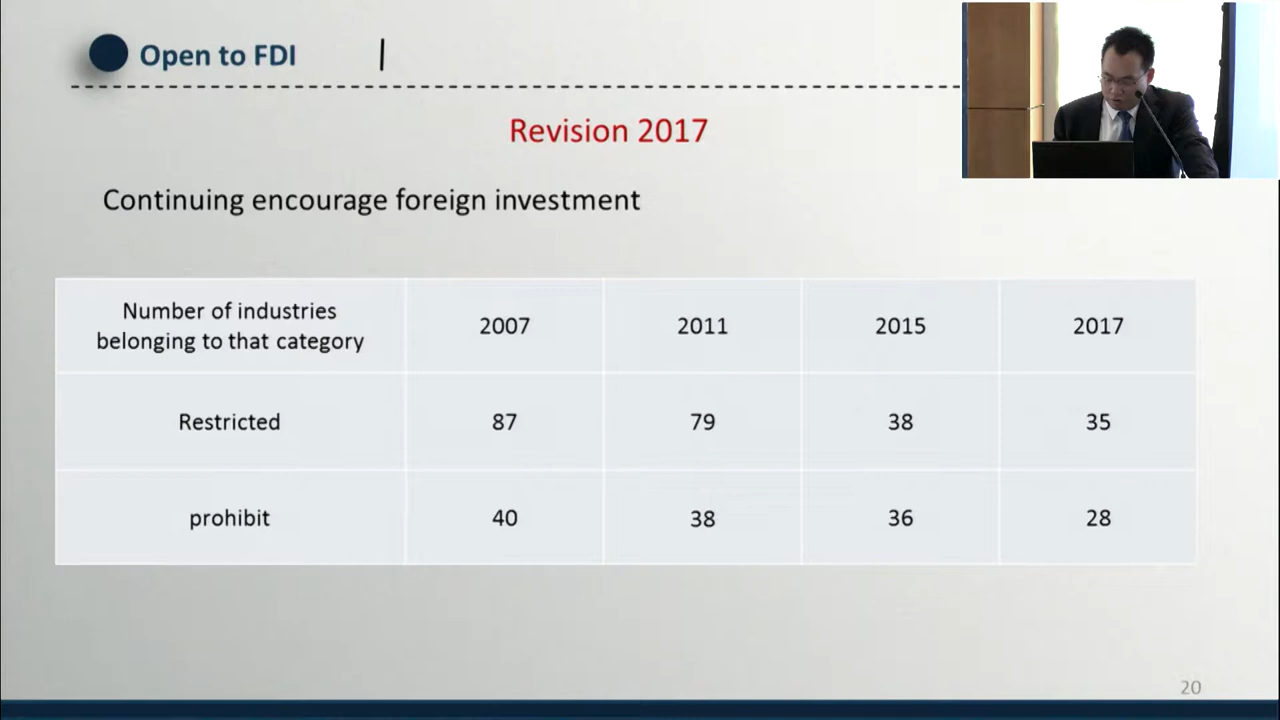 Open to FDI
Revision 2017
Continuing encourage foreign investment
Number of industries
belonging to that category
2007
2011
2015
2017
Restricted
87
79
38
35
prohibit
40
38
36
28
20